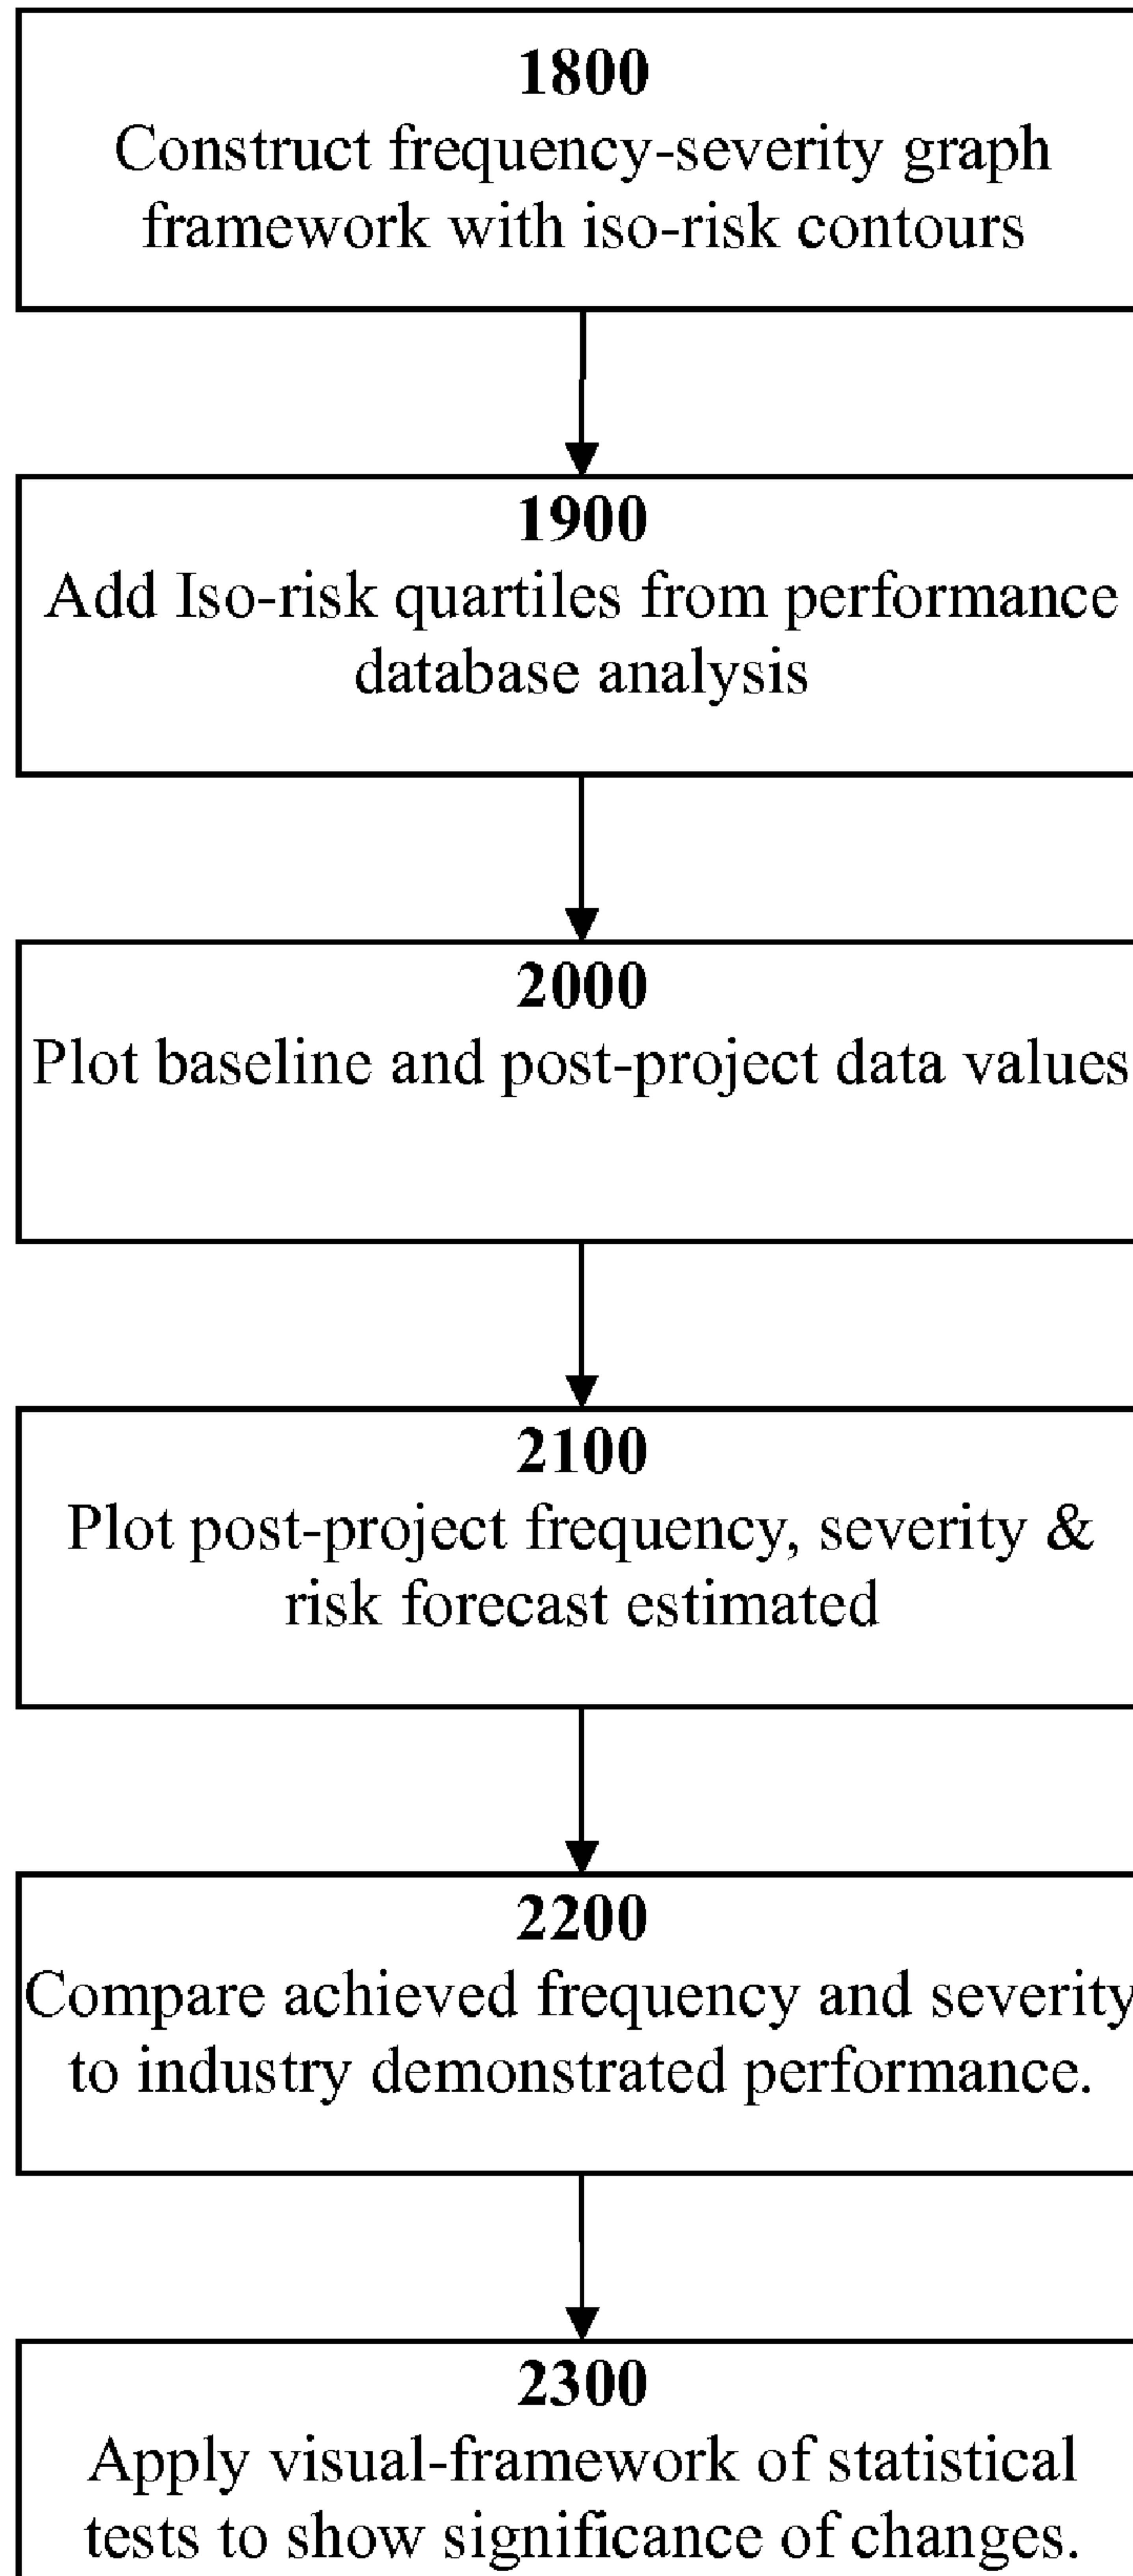 1800
Construct frequency-severity graph
framework with iso-risk contours
1900
Add Iso-risk quartiles from performance
database analysis
2000
Plot baseline and post-project data values
2100
Plot post-project frequency, severity &
risk forecast estimated
2200
Compare achieved frequency and severity
to industry demonstrated performance.
2300
Apply visual-framework of statistical
tests to show significance of changes.